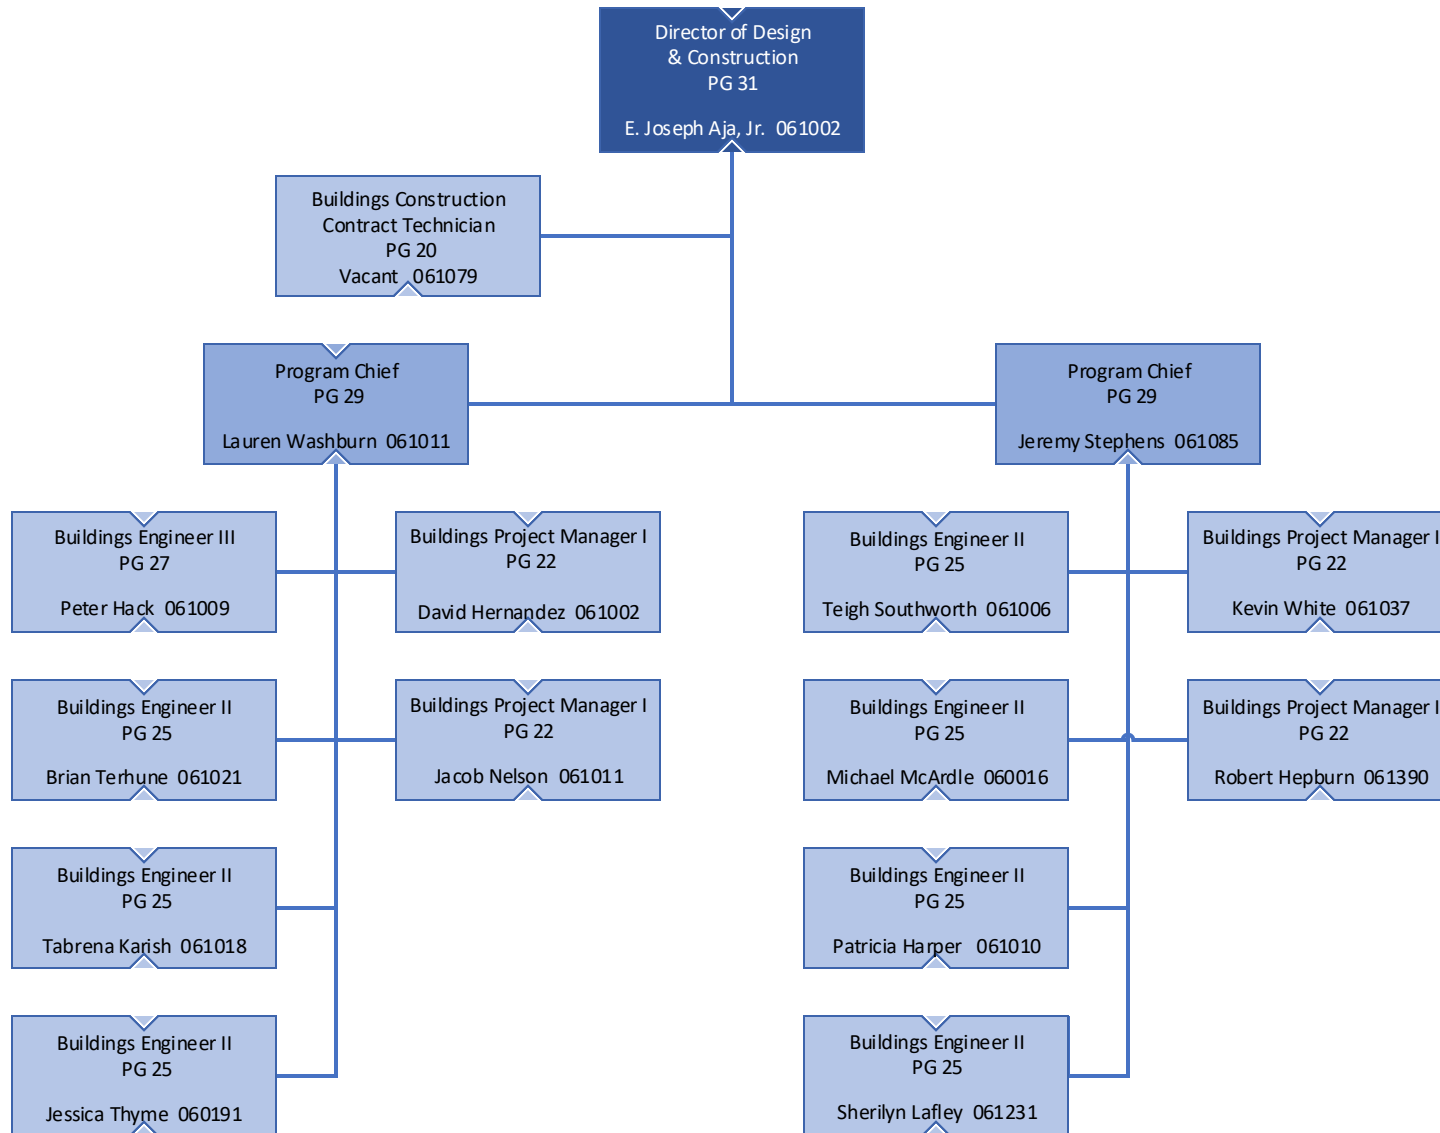 Director of Design
& Construction
PG 31
E. Joseph Aja, Jr. 061002
Buildings Construction
Contract Technician
PG 20
Vacant 061079
Program Chief
PG 29
Lauren Washburn 061011
Program Chief
PG 29
Jeremy Stephens 061085
Buildings Engineer III
PG 27
Peter Hack 061009
Buildings Project Manager I
PG 22
David Hernandez 061002
Buildings Engineer II
PG 25
Teigh Southworth 061006
Buildings Project Manager I
PG 22
Kevin White 061037
Buildings Engineer II
PG 25
Brian Terhune 061021
Buildings Project Manager I
PG 22
Jacob Nelson 061011
Buildings Engineer II
PG 25
Michael McArdle 060016
Buildings Project Manager I
PG 22
Robert Hepburn 061390
Buildings Engineer II
PG 25
Tabrena Karish 061018
Buildings Engineer II
PG 25
Patricia Harper 061010
Buildings Engineer II
PG 25
Jessica Thyme 060191
Buildings Engineer II
PG 25
Sherilyn Lafley 061231